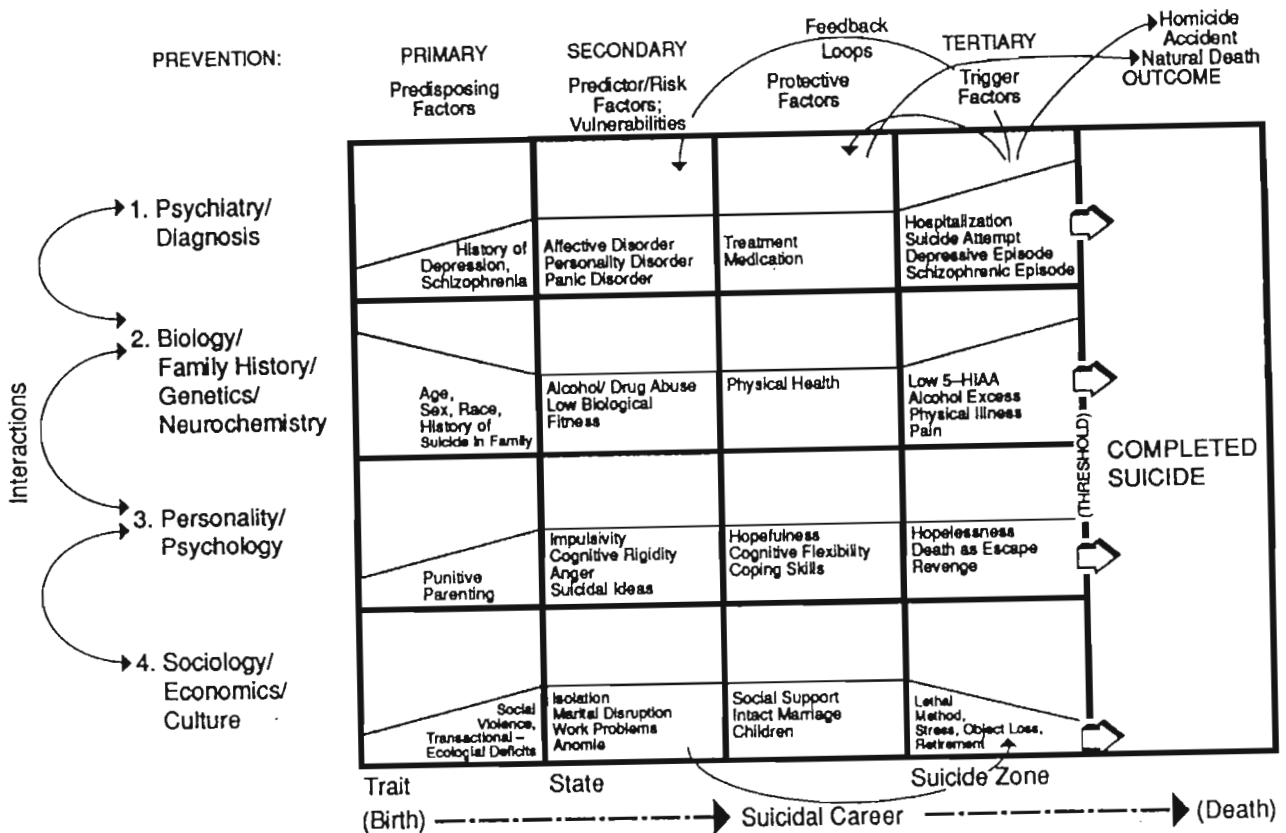 PREVENTION:
PRIMARY
Predisposing
Factors
SECONDARY
Predictor/Risk
Factors;
Vulnerabilities
Feedback
Loops
Protective
Factors
TERTIARY
Trigger
Factors
Homicide
Accident
Natural Death
OUTCOME
Interactions
1. Psychiatry/
Diagnosis
History of
Depression,
Schizophrenia
Affective Disorder
Personality Disorder
Panic Disorder
Treatment
Medication
Hospitalization
Suicide Attempt
Depressive Episode
Schizophrenic Episode
2. Biology/
Family History/
Genetics/
Neurochemistry
Age,
Sex, Race,
History of
Suicide in Family
Alcohol/ Drug Abuse
Low Biological
Fitness
Physical Health
Low 5-HIAA
Alcohol Excess
Physical Illness
Pain
(THRESHOLD)
COMPLETED
SUICIDE
3. Personality/
Psychology
Punitive
Parenting
Impulsivity
Cognitive Rigidity
Anger
Suicidal Ideas
Hopefulness
Cognitive Flexibility
Coping Skills
Hopelessness
Death as Escape
Revenge
4. Sociology/
Economics/
Culture
Social
Violence,
Transactional –
Ecologial Deficits
Isolation
Marital Disruption
Work Problems
Anomie
Social Support
Intact Marriage
Children
Lethal
Method,
Stress, Object Loss,
Retirement
Trait
State
Suicide Zone
(Birth)
Suicidal Career
(Death)